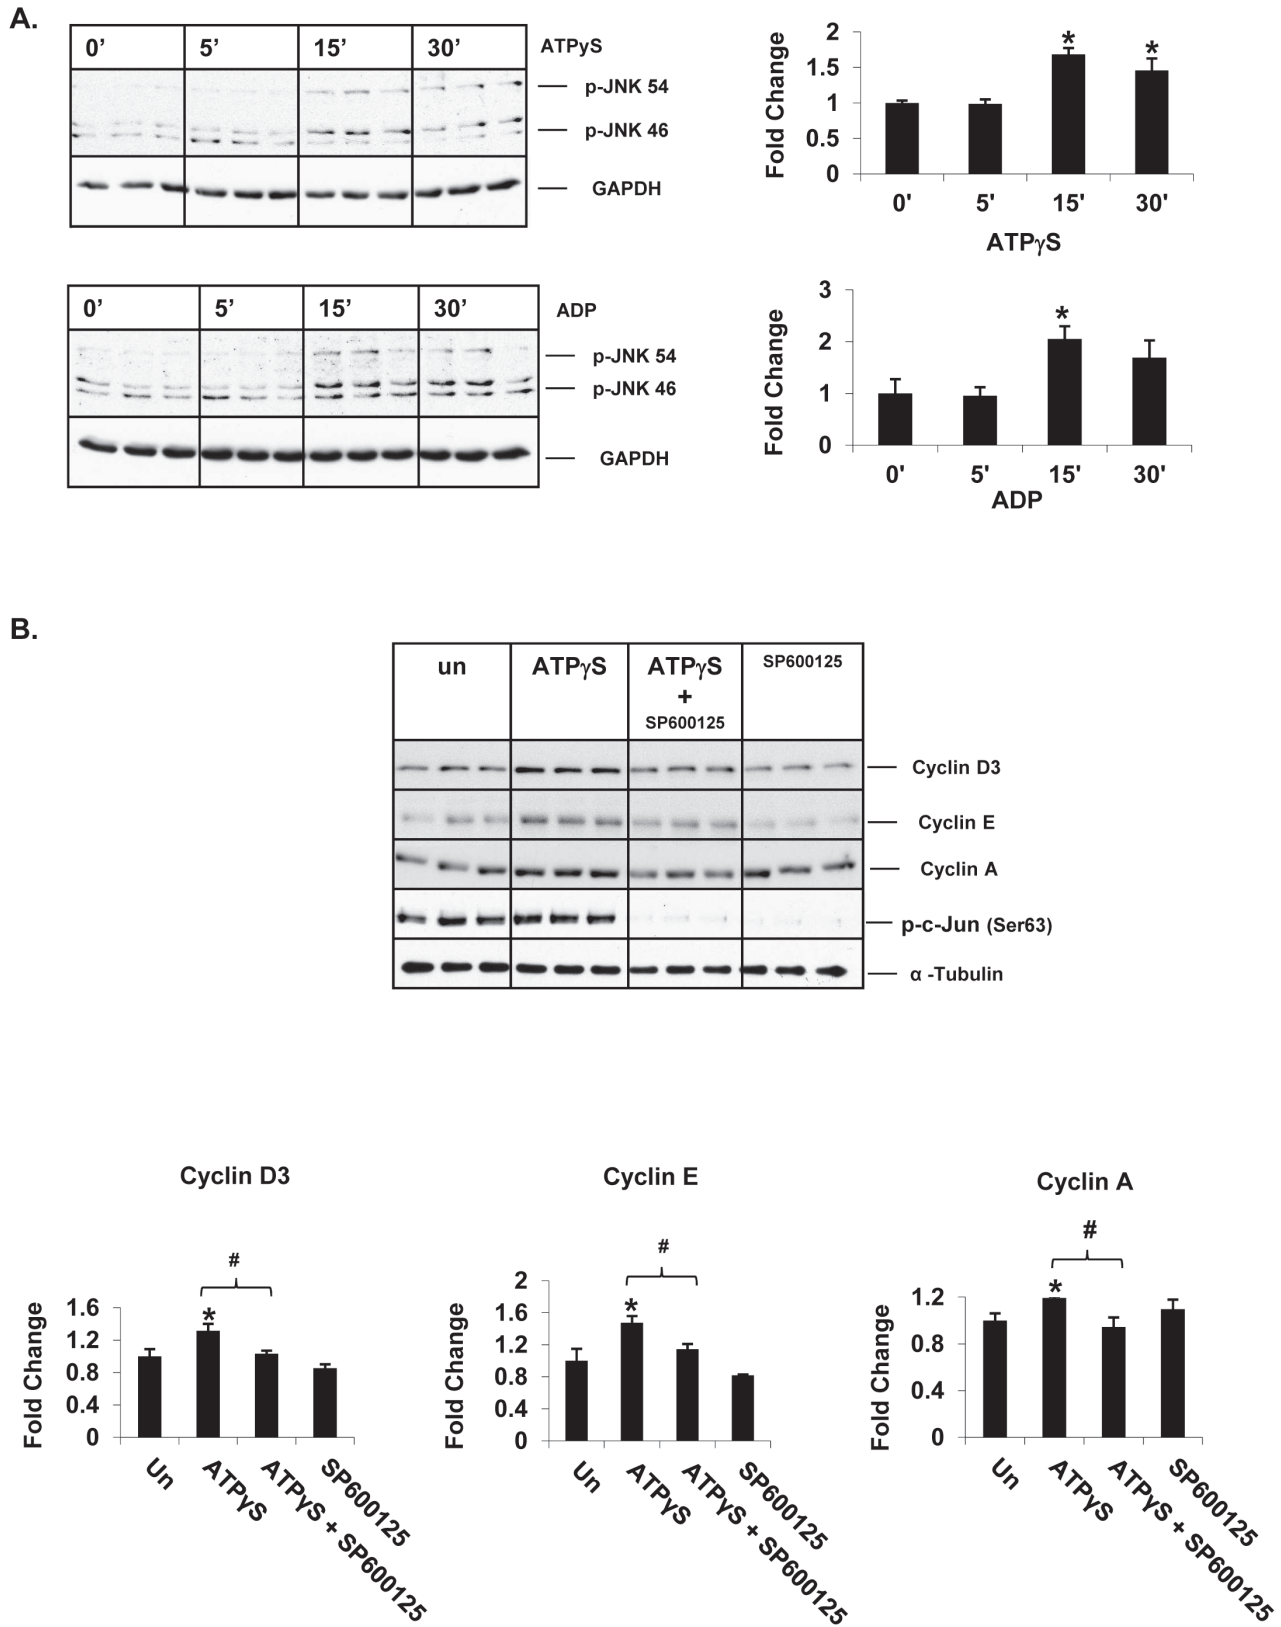 A.
0’ 5’ 15’ 30’ ATPyS
p-JNK 54
p-JNK 46
GAPDH
Fold Change
2
1.5
1
0.5
0
0' 5' 15' 30'
ATPγS
0’ 5’ 15’ 30’ ADP
p-JNK 54
p-JNK 46
GAPDH
Fold Change
3
2
1
0
*
*
*
0' 5' 15' 30'
ADP
B.
un ATPγS ATPγS SP600125
+
SP600125
Cyclin D3
Cyclin E
Cyclin A
p-c-Jun (Ser63)
α -Tubulin
Cyclin D3
#
*
Fold Change
1.6
1.2
0.8
0.4
0
Un
ATPγS
ATPγS + SP600125
SP600125
Cyclin E
#
*
Fold Change
2
1.6
1.2
0.8
0.4
0
Un
ATPγS
ATPγS + SP600125
SP600125
Cyclin A
#
*
Fold Change
1.2
0.8
0.4
0
Un
ATPγS
ATPγS + SP600125
SP600125